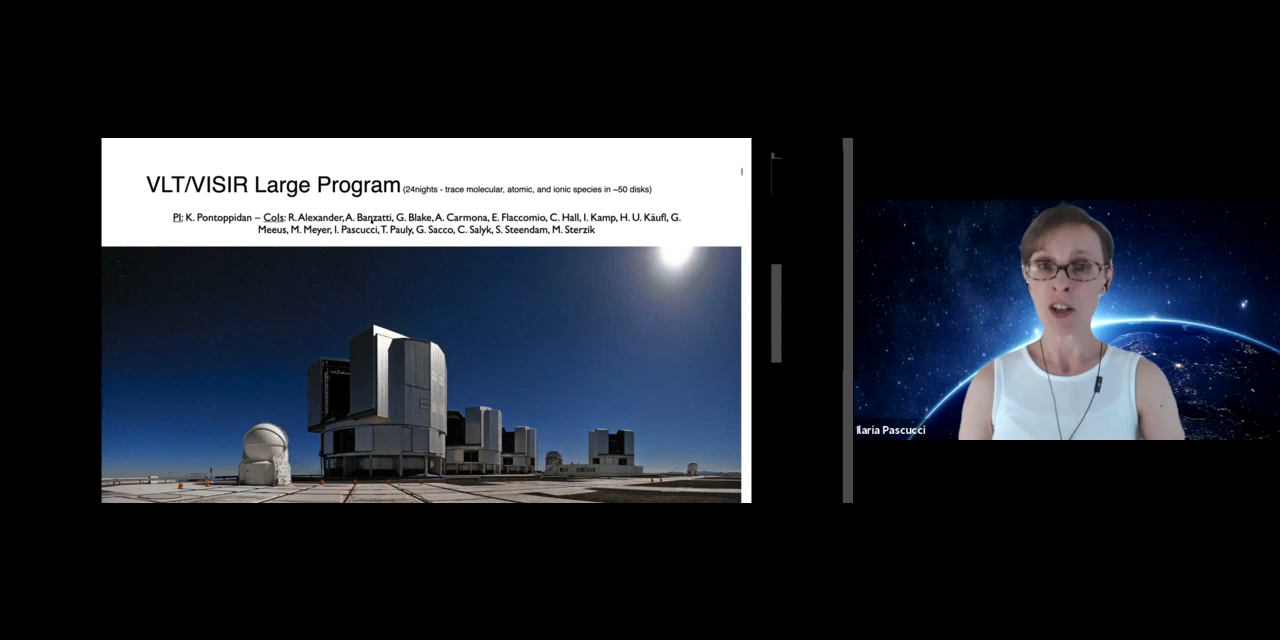 VLT/VISIR Large Program (24nights - trace molecular, atomic, and ionic species in ~50 disks)
PI: K. Pontoppidan – CoIs: R. Alexander, A. Banzatti, G. Blake, A. Carmona, E. Flaccomio, C. Hall, I. Kamp, H. U. Käufl, G.
Meeus, M. Meyer, I. Pascucci, T. Pauly, G. Sacco, C. Salyk, S. Steendam, M. Sterzik
Ilaria Pascucci